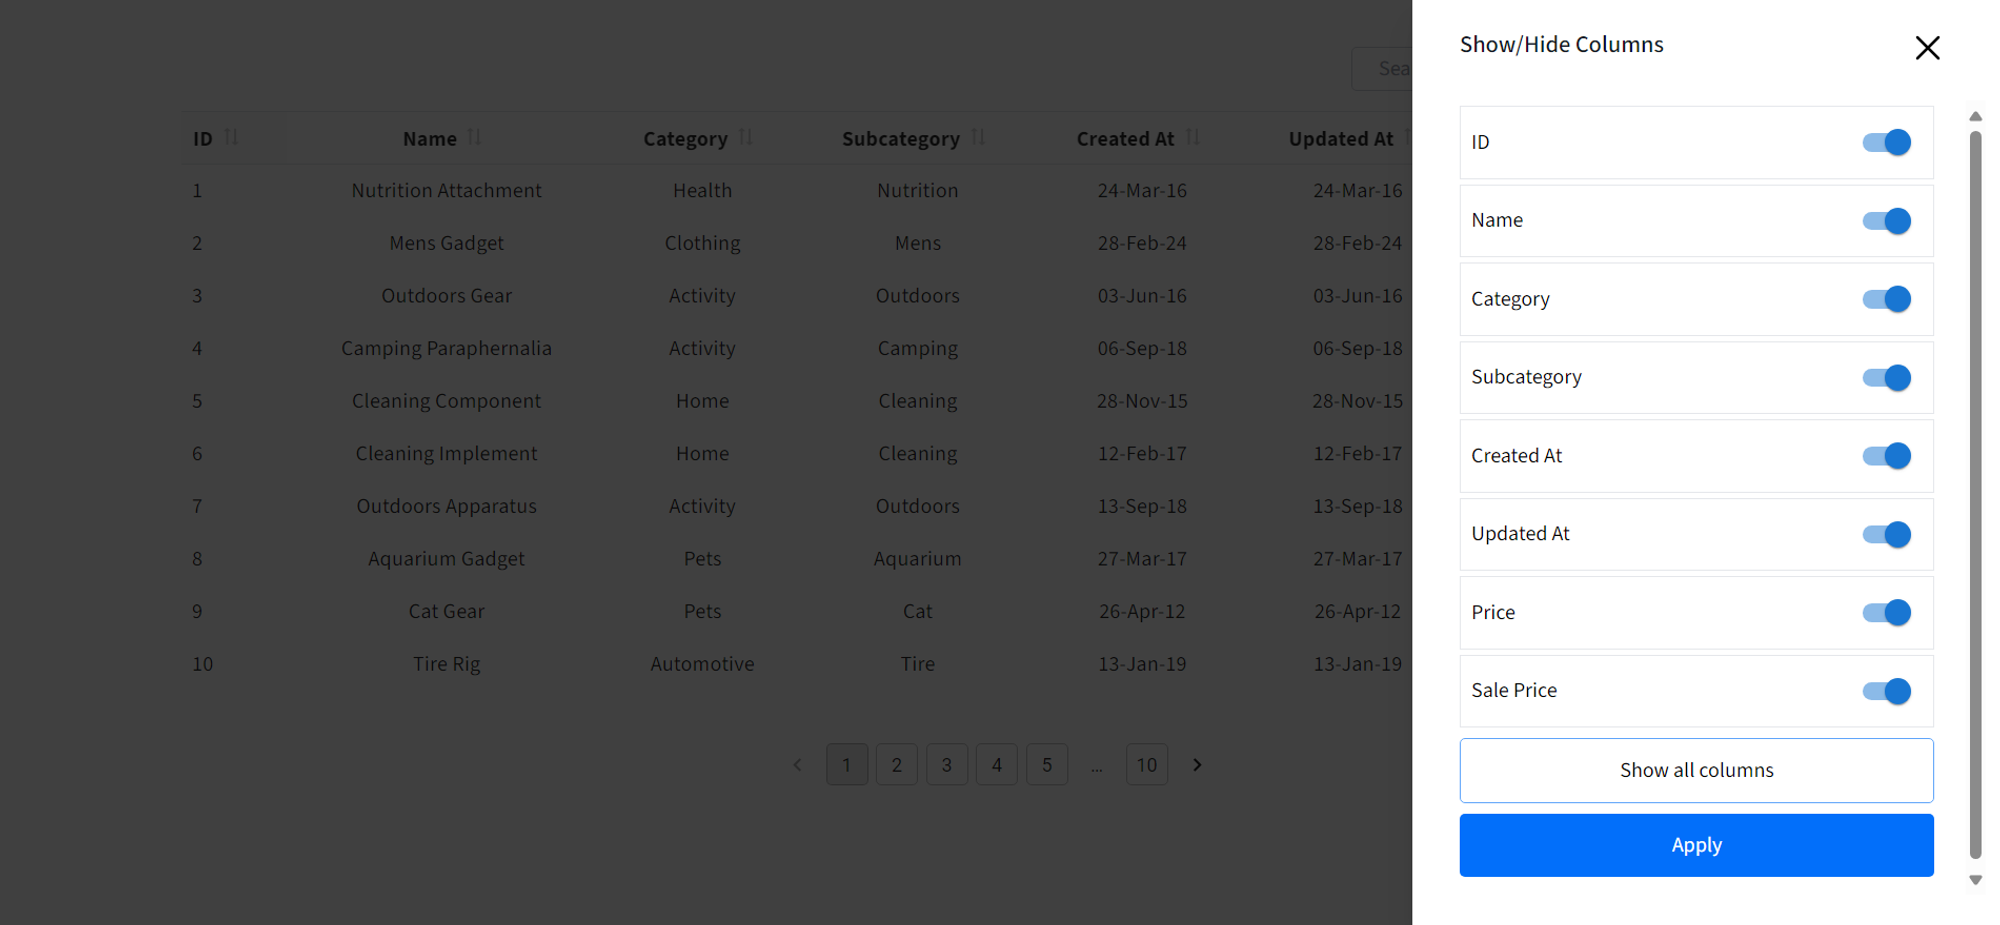 Show/Hide Columns
Sea
ID Name Category Subcategory Created At Updated At
1 Nutrition Attachment Health Nutrition 24-Mar-16 24-Mar-16
2 Mens Gadget Clothing Mens 28-Feb-24 28-Feb-24
3 Outdoors Gear Activity Outdoors 03-Jun-16 03-Jun-16
4 Camping Paraphernalia Activity Camping 06-Sep-18 06-Sep-18
5 Cleaning Component Home Cleaning 28-Nov-15 28-Nov-15
6 Cleaning Implement Home Cleaning 12-Feb-17 12-Feb-17
7 Outdoors Apparatus Activity Outdoors 13-Sep-18 13-Sep-18
8 Aquarium Gadget Pets Aquarium 27-Mar-17 27-Mar-17
9 Cat Gear Pets Cat 26-Apr-12 26-Apr-12
10 Tire Rig Automotive Tire 13-Jan-19 13-Jan-19
1 2 3 4 5 ... 10
ID
Name
Category
Subcategory
Created At
Updated At
Price
Sale Price
Show all columns
Apply